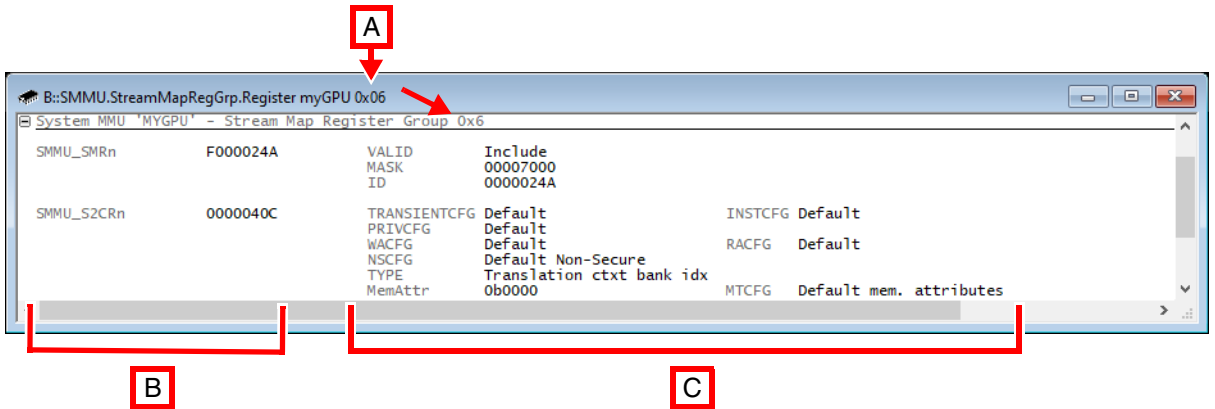 A
B::SMMU.StreamMapRegGrp.Register myGPU 0x06
System MMU 'MYGPU' - Stream Map Register Group 0x6
SMMU_SMRn F000024A VALID Include
MASK 00007000
ID 0000024A
SMMU_S2CRn 0000040C TRANSIENTCFG Default INSTCFG Default
PRIVCFG Default
WACFG Default RACFG Default
NSCFG Default Non-Secure
TYPE Translation ctxt bank idx
MemAttr 0b0000 MTCFG Default mem. attributes
B C